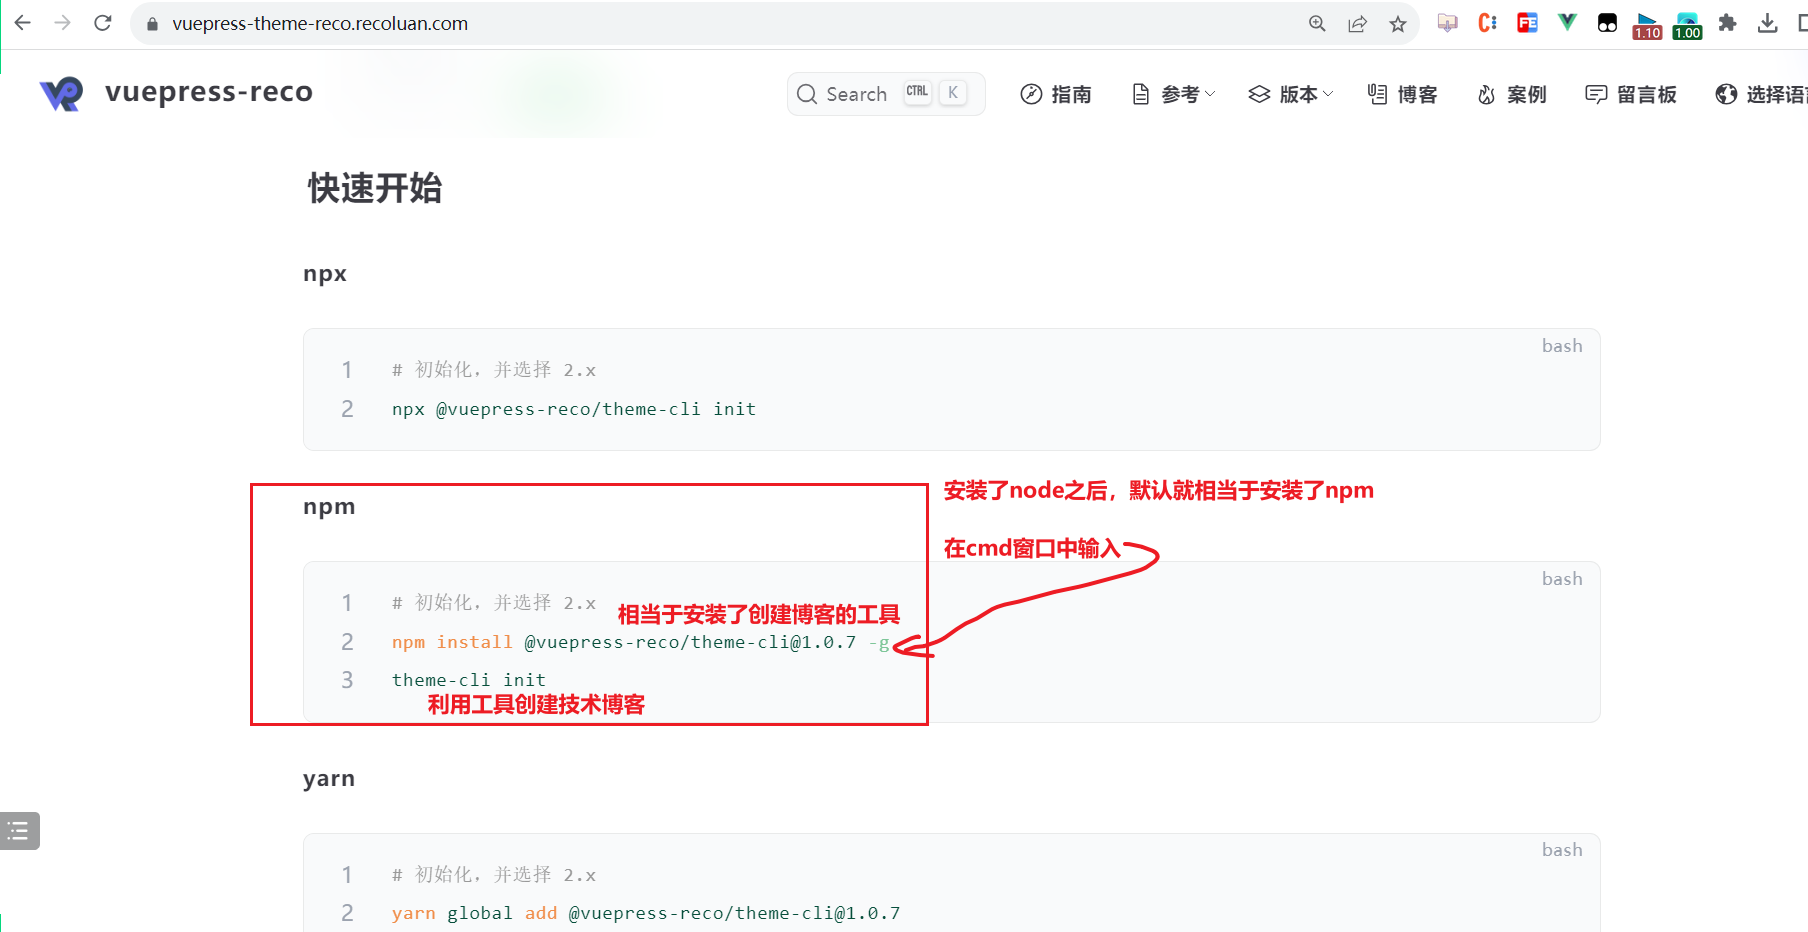 vuepress-theme-reco.recoluan.com
1.10
1.00
vuepress-reco
Search CTRL K
指南
参考
版本
博客
案例
留言板
选择语
快速开始
npx
bash
1 # 初始化，并选择 2.x
2 npx @vuepress-reco/theme-cli init
安装了node之后，默认就相当于安装了npm
npm
在cmd窗口中输入
bash
1 # 初始化，并选择 2.x
相当于安装了创建博客的工具
2 npm install @vuepress-reco/theme-cli@1.0.7 -g
3 theme-cli init
利用工具创建技术博客
yarn
bash
1 # 初始化，并选择 2.x
2 yarn global add @vuepress-reco/theme-cli@1.0.7